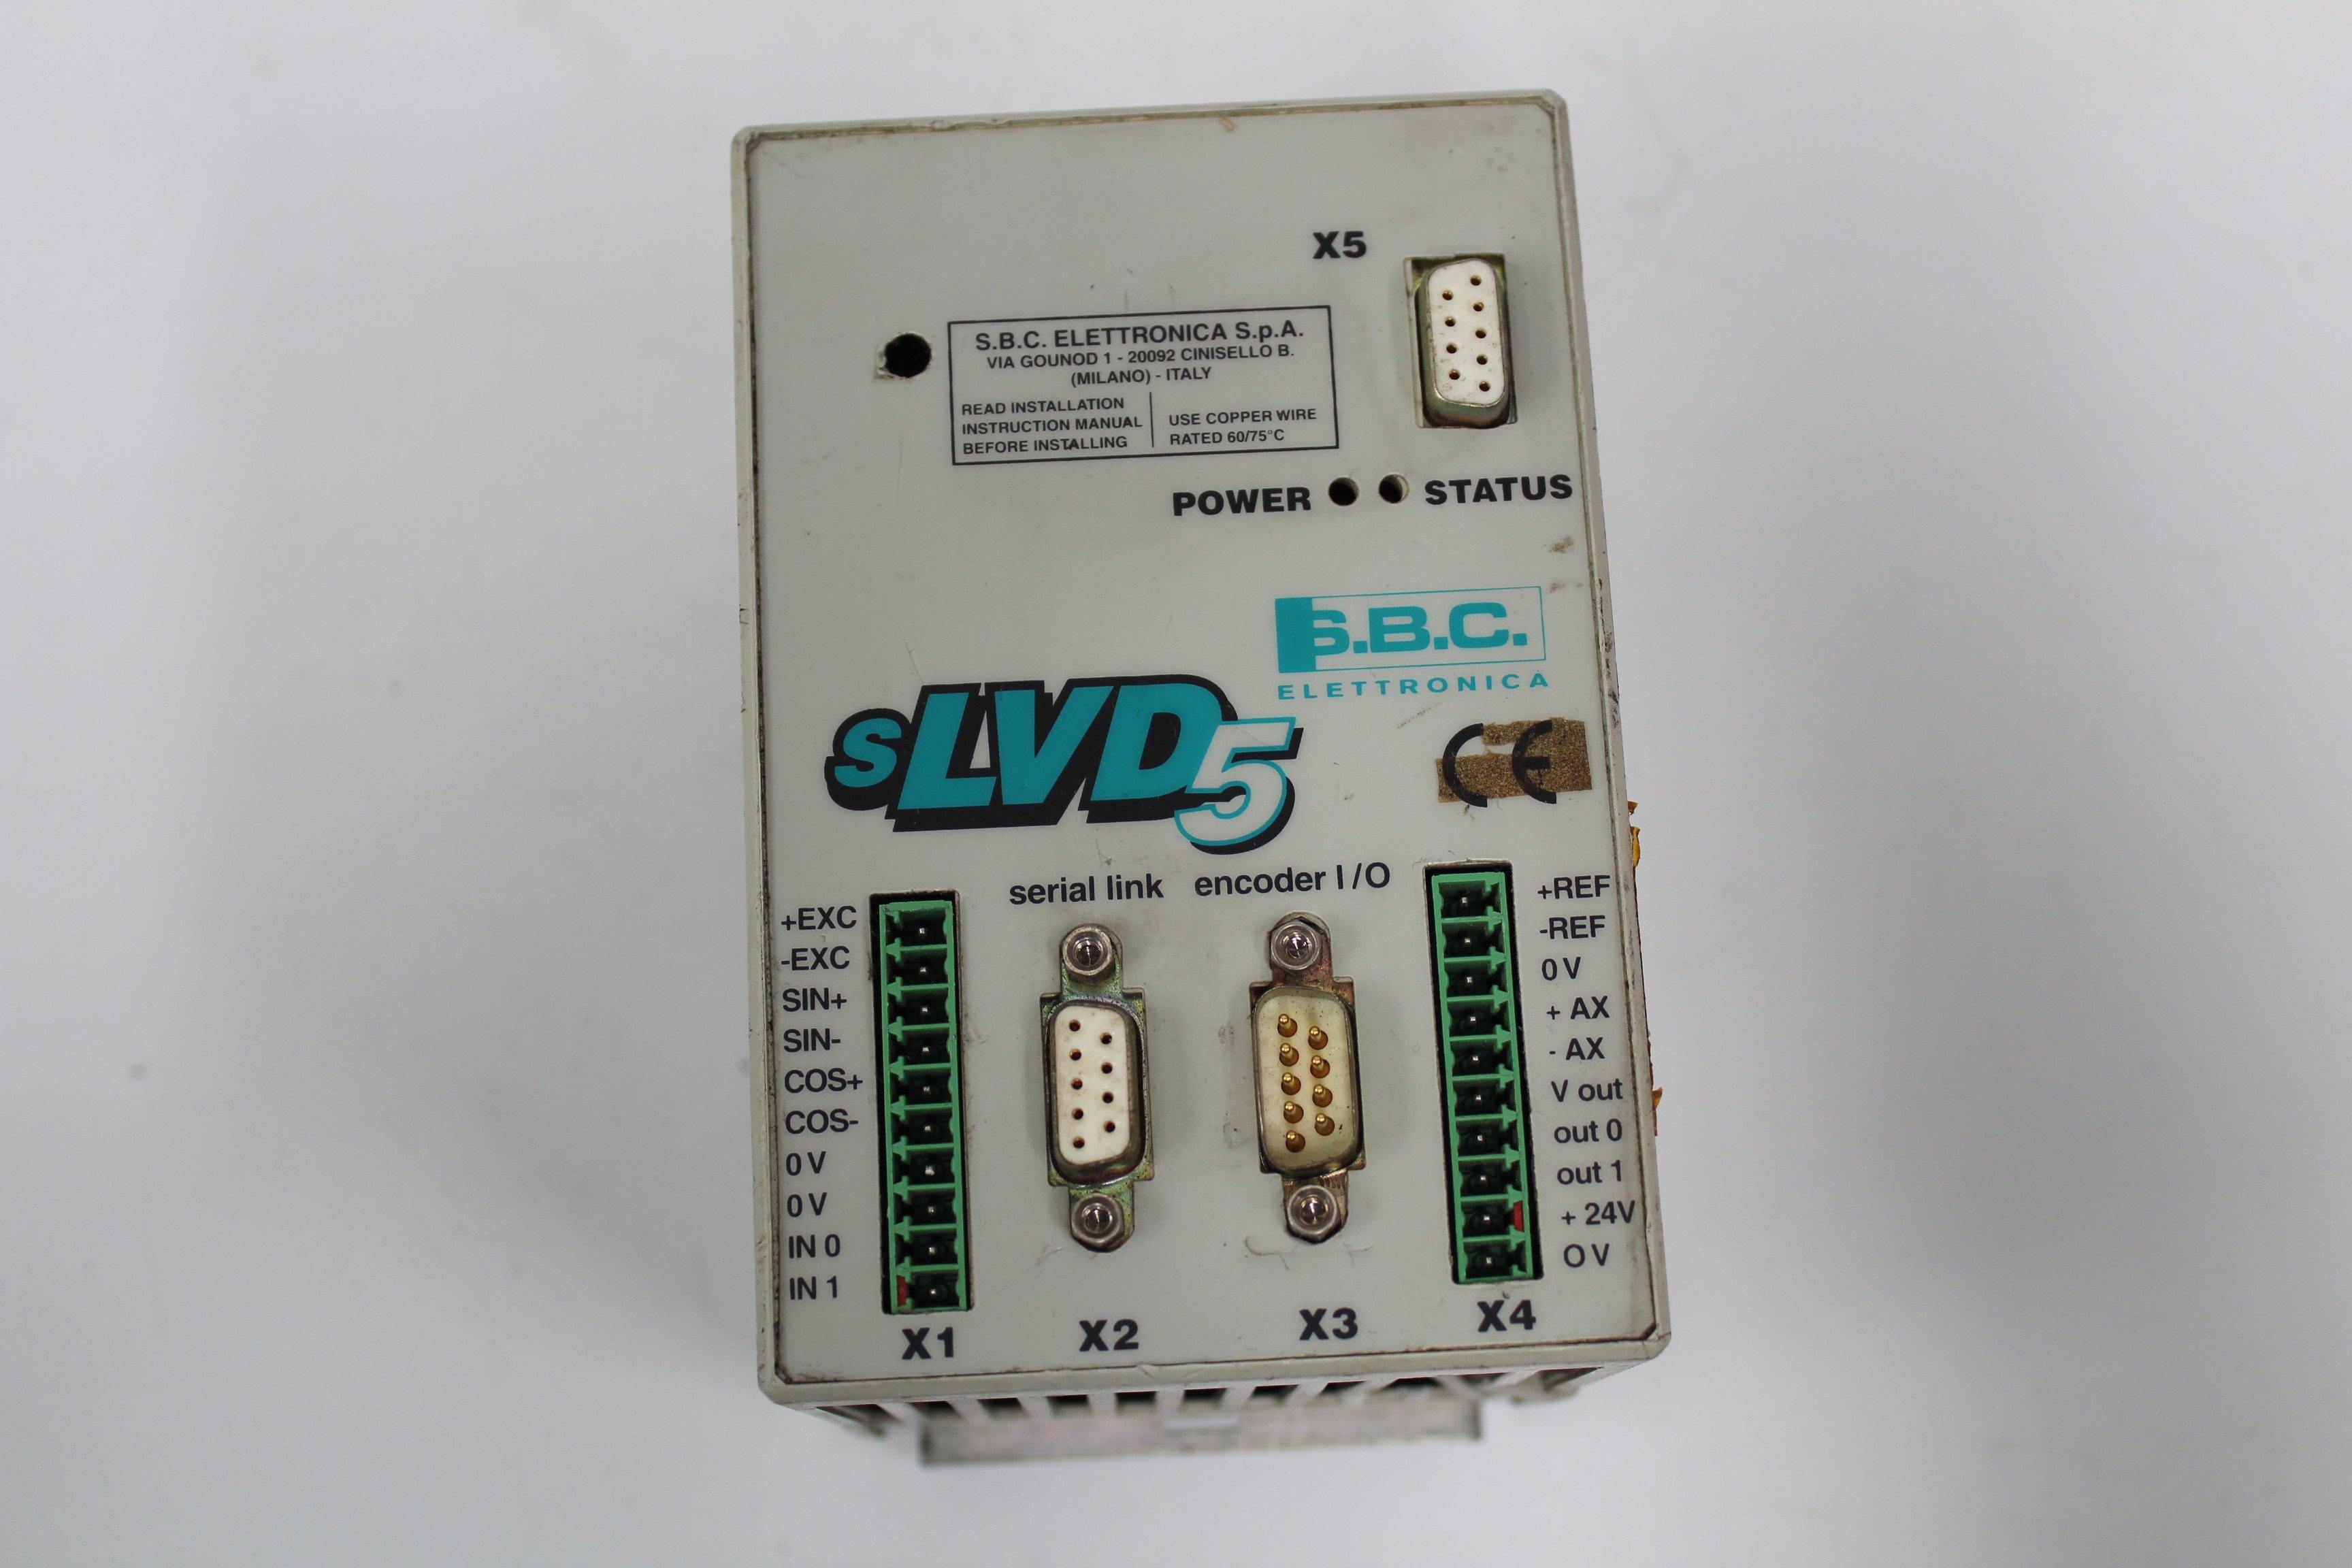 X5
S.B.C. ELETTRONICA S.p.A.
VIA GOUNOD 1 - 20092 CINISELLO B.
(MILANO) - ITALY
READ INSTALLATION
INSTRUCTION MANUAL
BEFORE INSTALLING
USE COPPER WIRE
RATED 60/75°C
POWER
STATUS
S.B.C.
ELETTRONICA
sLVD5
CE
serial link
encoder I/O
+EXC
-EXC
SIN+
SIN-
COS+
COS-
0V
0V
IN 0
IN 1
+REF
-REF
0V
+ AX
- AX
V out
out 0
out 1
+ 24V
0V
X1
X2
X3
X4